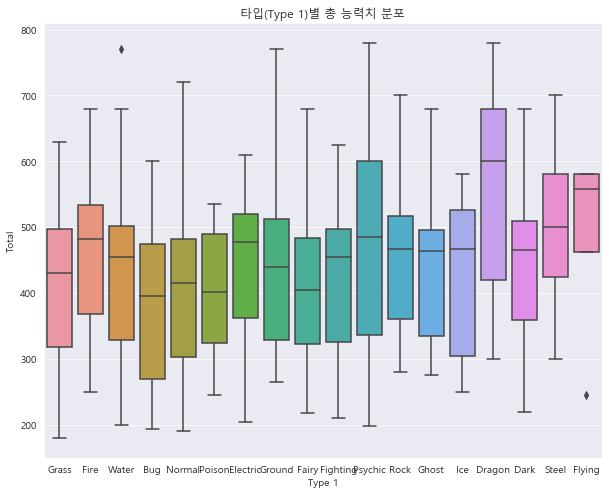 타입(Type 1)별 총 능력치 분포
800
700
600
500
400
300
200
Total
Grass Fire Water Bug Normal Poison Electric Ground Fairy Fighting Psychic Rock Ghost Ice Dragon Dark Steel Flying
Type 1